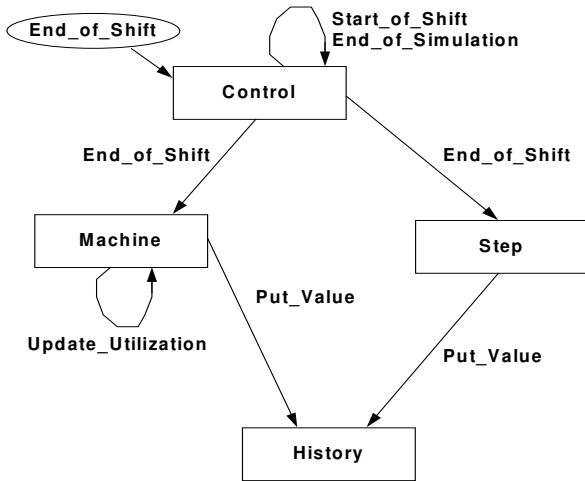 End_of_Shift
Start_of_Shift
End_of_Simulation
Control
End_of_Shift
End_of_Shift
Machine
Step
Put_Value
Update_Utilization
Put_Value
History